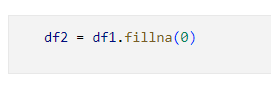 df2 = df1.fillna(0)